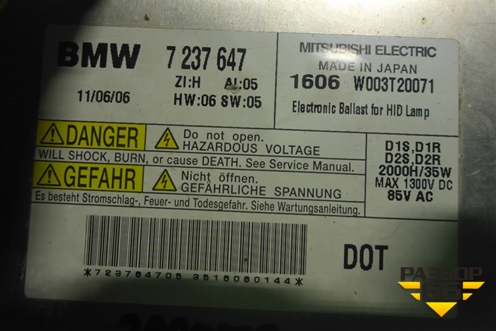 BMW 7 237 647
ZI:H AI:05
11/06/06 HW:06 SW:05
MITSUBISHI ELECTRIC
MADE IN JAPAN
1606 W003T20071
Electronic Ballast for HID Lamp
DANGER
Do not open.
HAZARDOUS VOLTAGE
WILL SHOCK, BURN, or cause DEATH. See Service Manual.
GEFAHR
Nicht öffnen.
GEFÄHRLICHE SPANNUNG
Es besteht Stromschlag-, Feuer- und Todesgefahr. Siehe Wartungsanleitung.
D1S,D1R
D2S,D2R
2000H/35W
MAX 1300V DC
85V AC
*723764705 3516060144*
DOT
РАЗБОР